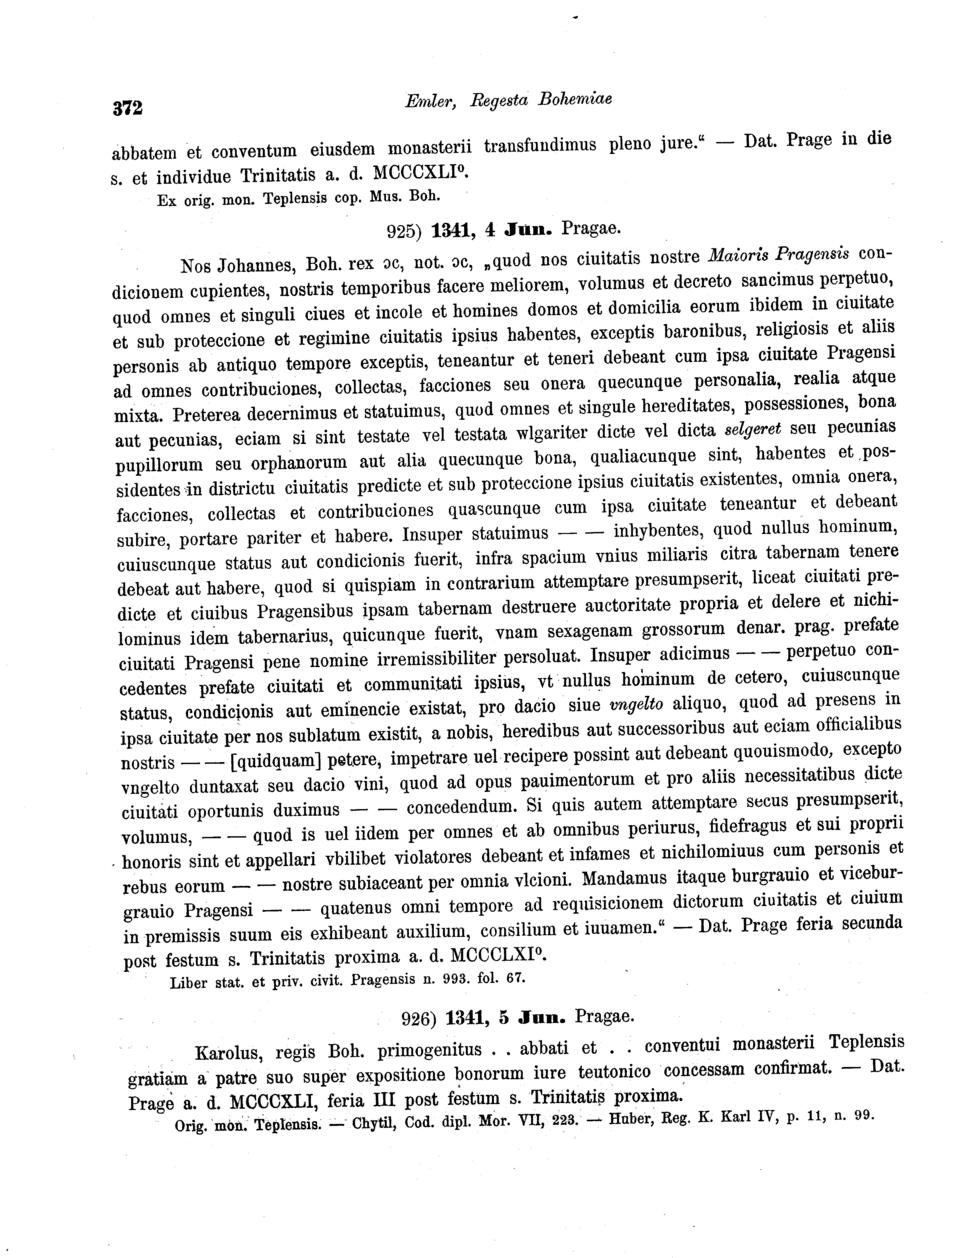 372
Emler, Regesta Bohemiae
abbatem et conventum eiusdem monasterii transfundimus pleno jure.“ — Dat. Prage in die
s. et individue Trinitatis a. d. MCCCXLI⁰.
Ex orig. mon. Teplensis cop. Mus. Boh.
925) 1341, 4 Jun. Pragae.
Nos Johannes, Boh. rex ɔc, not. ɔc, „quod nos ciuitatis nostre Maioris Pragensis con-
dicionem cupientes, nostris temporibus facere meliorem, volumus et decreto sancimus perpetuo,
quod omnes et singuli ciues et incole et homines domos et domicilia eorum ibidem in ciuitate
et sub proteccione et regimine ciuitatis ipsius habentes, exceptis baronibus, religiosis et aliis
personis ab antiquo tempore exceptis, teneantur et teneri debeant cum ipsa ciuitate Pragensi
ad omnes contribuciones, collectas, facciones seu onera quecunque personalia, realia atque
mixta. Preterea decernimus et statuimus, quod omnes et singule hereditates, possessiones, bona
aut pecunias, eciam si sint testate vel testata wlgariter dicte vel dicta selgeret seu pecunias
pupillorum seu orphanorum aut alia quecunque bona, qualiacunque sint, habentes et pos-
sidentes in districtu ciuitatis predicte et sub proteccione ipsius ciuitatis existentes, omnia onera,
facciones, collectas et contribuciones quascunque cum ipsa ciuitate teneantur et debeant
subire, portare pariter et habere. Insuper statuimus — — inhybentes, quod nullus hominum,
cuiuscunque status aut condicionis fuerit, infra spacium vnius miliaris citra tabernam tenere
debeat aut habere, quod si quispiam in contrarium attemptare presumpserit, liceat ciuitati pre-
dicte et ciuibus Pragensibus ipsam tabernam destruere auctoritate propria et delere et nichi-
lominus idem tabernarius, quicunque fuerit, vnam sexagenam grossorum denar. prag. prefate
ciuitati Pragensi pene nomine irremissibiliter persoluat. Insuper adicimus — — perpetuo con-
cedentes prefate ciuitati et communitati ipsius, vt nullus hominum de cetero, cuiuscunque
status, condicionis aut eminencie existat, pro dacio siue vngelto aliquo, quod ad presens in
ipsa ciuitate per nos sublatum existit, a nobis, heredibus aut successoribus aut eciam officialibus
nostris — — [quidquam] petere, impetrare uel recipere possint aut debeant quouismodo, excepto
vngelto duntaxat seu dacio vini, quod ad opus pauimentorum et pro aliis necessitatibus dicte
ciuitati oportunis duximus — — concedendum. Si quis autem attemptare secus presumpserit,
volumus, — — quod is uel iidem per omnes et ab omnibus periurus, fidefragus et sui proprii
honoris sint et appellari vbilibet violatores debeant et infames et nichilomiuus cum personis et
rebus eorum — — nostre subiaceant per omnia vlcioni. Mandamus itaque burgrauio et vicebur-
grauio Pragensi — — quatenus omni tempore ad requisicionem dictorum ciuitatis et ciuium
in premissis suum eis exhibeant auxilium, consilium et iuuamen.“ — Dat. Prage feria secunda
post festum s. Trinitatis proxima a. d. MCCCLXI⁰.
Liber stat. et priv. civit. Pragensis n. 993. fol. 67.
926) 1341, 5 Jun. Pragae.
Karolus, regis Boh. primogenitus . . abbati et . . conventui monasterii Teplensis
gratiam a patre suo super expositione bonorum iure teutonico concessam confirmat. — Dat.
Prage a. d. MCCCXLI, feria III post festum s. Trinitatis proxima.
Orig. mon. Teplensis. — Chytil, Cod. dipl. Mor. VII, 223. — Huber, Reg. K. Karl IV, p. 11, n. 99.